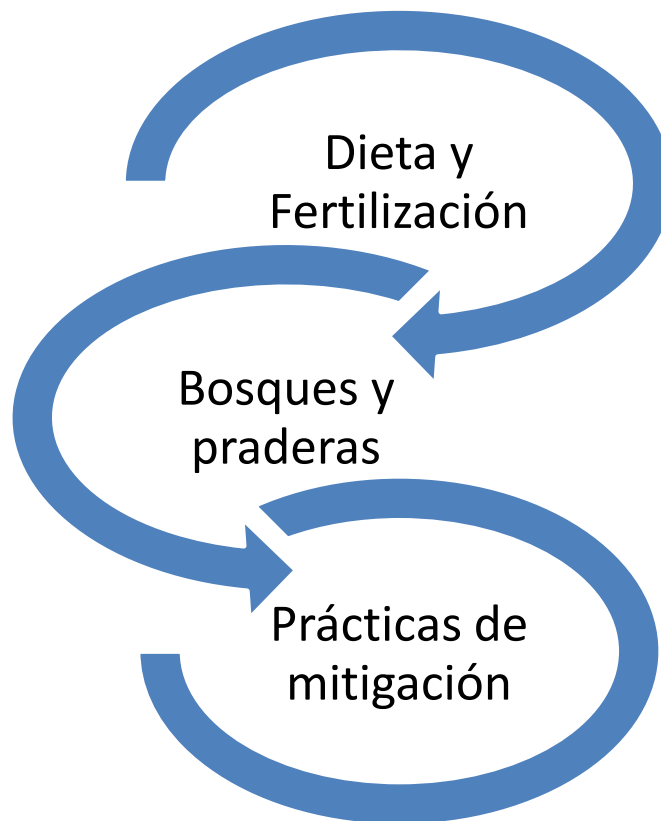 Dieta y
Fertilización
Bosques y
praderas
Prácticas de
mitigación